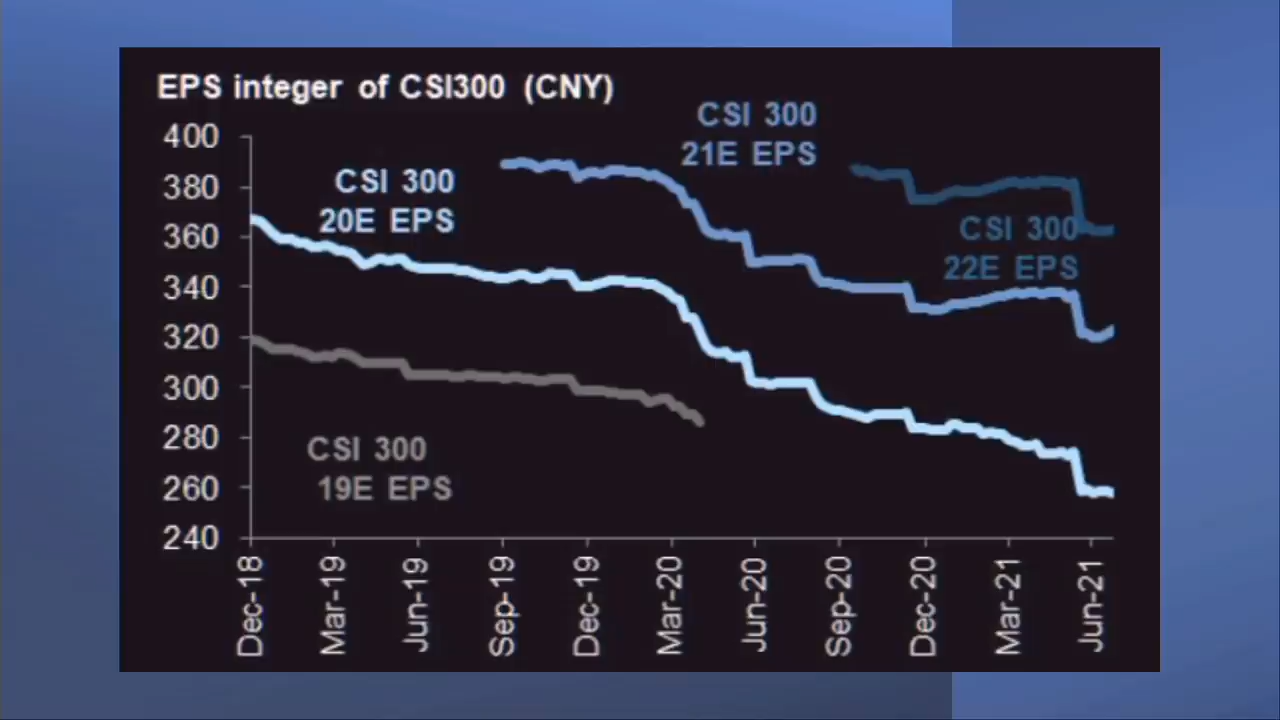 EPS integer of CSI300 (CNY)
CSI 300
21E EPS
CSI 300
20E EPS
CSI 300
22E EPS
CSI 300
19E EPS
400
380
360
340
320
300
280
260
240
Dec-18
Mar-19
Jun-19
Sep-19
Dec-19
Mar-20
Jun-20
Sep-20
Dec-20
Mar-21
Jun-21